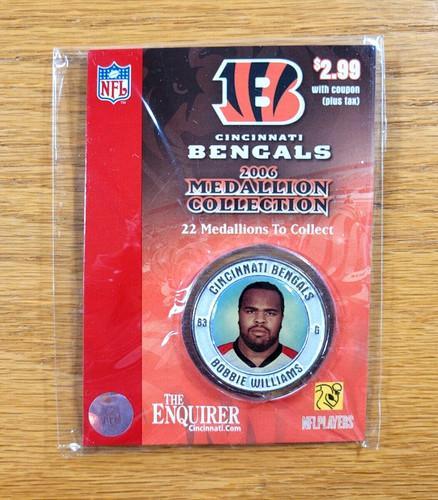 NFL
B
$2.99
with coupon
(plus tax)
CINCINNATI
BENGALS
2006
MEDALLION
COLLECTION
22 Medallions To Collect
CINCINNATI BENGALS
63
G
BOBBIE WILLIAMS
THE
ENQUIRER
Cincinnati.Com
NFLPLAYERS